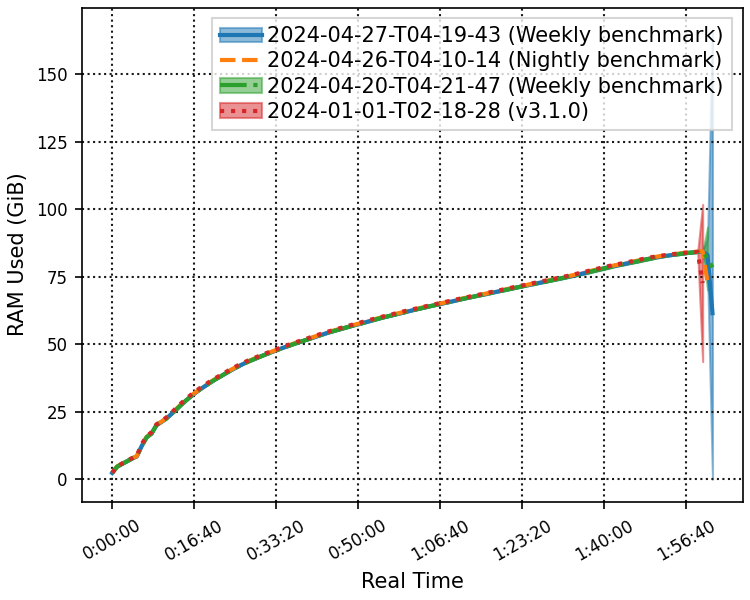 2024-04-27-T04-19-43 (Weekly benchmark)
2024-04-26-T04-10-14 (Nightly benchmark)
2024-04-20-T04-21-47 (Weekly benchmark)
2024-01-01-T02-18-28 (v3.1.0)
RAM Used (GiB)
150
125
100
75
50
25
0
0:00:00
0:16:40
0:33:20
0:50:00
1:06:40
1:23:20
1:40:00
1:56:40
Real Time